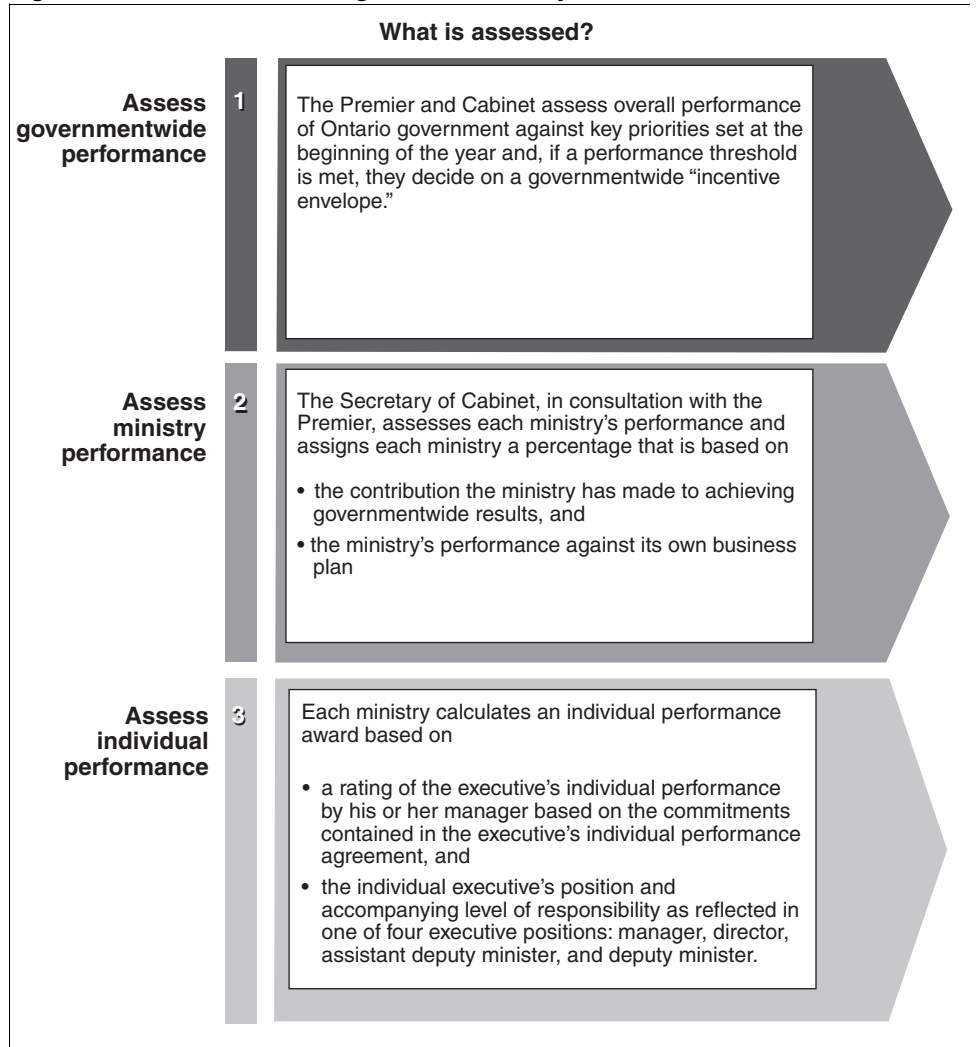 What is assessed?
Assess
governmentwide
performance
1
The Premier and Cabinet assess overall performance
of Ontario government against key priorities set at the
beginning of the year and, if a performance threshold
is met, they decide on a governmentwide “incentive
envelope.”
Assess
ministry
performance
2
The Secretary of Cabinet, in consultation with the
Premier, assesses each ministry’s performance and
assigns each ministry a percentage that is based on
• the contribution the ministry has made to achieving
governmentwide results, and
• the ministry’s performance against its own business
plan
Assess
individual
performance
3
Each ministry calculates an individual performance
award based on
• a rating of the executive’s individual performance
by his or her manager based on the commitments
contained in the executive’s individual performance
agreement, and
• the individual executive’s position and
accompanying level of responsibility as reflected in
one of four executive positions: manager, director,
assistant deputy minister, and deputy minister.